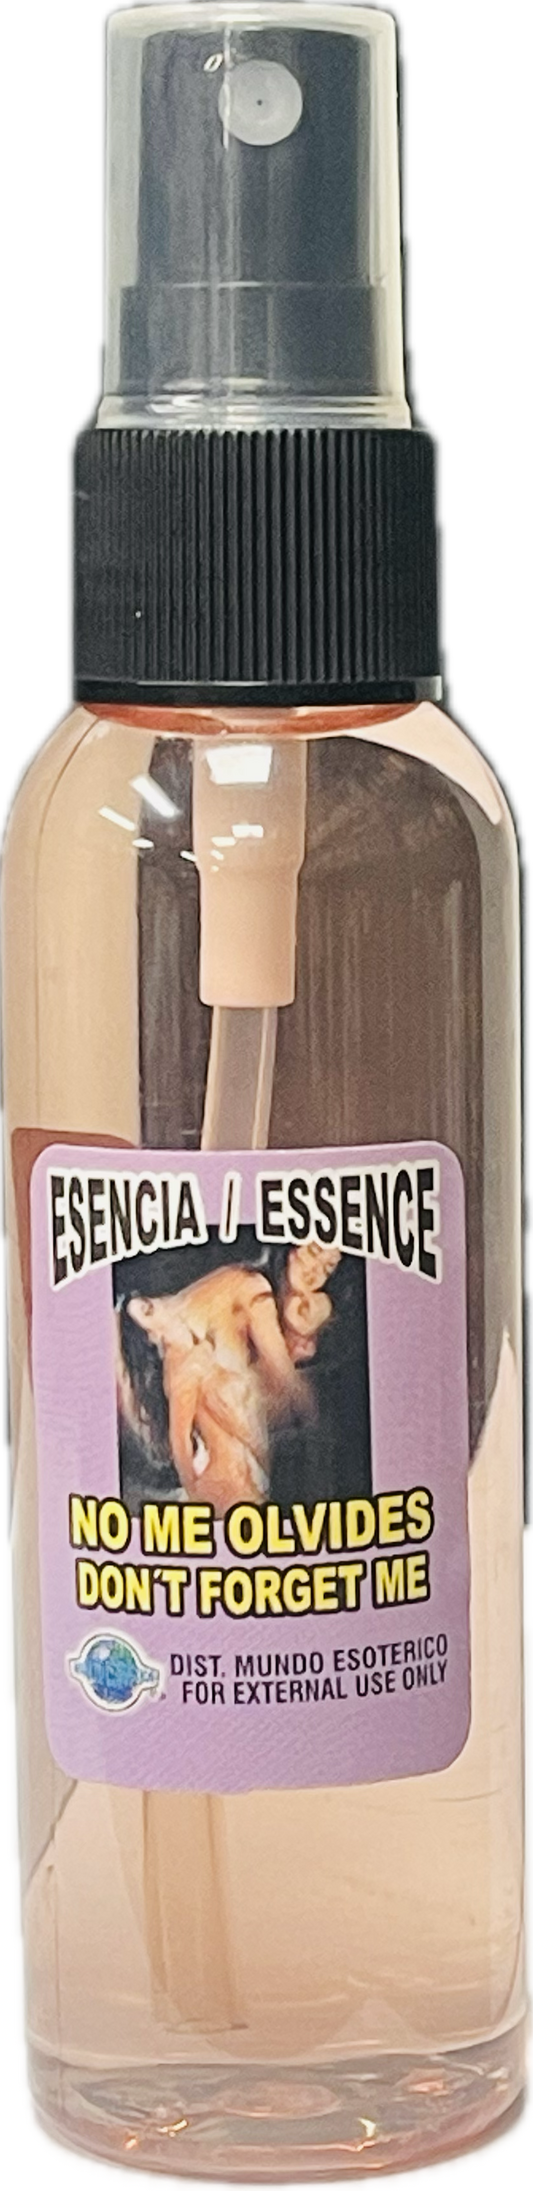 ESENCIA / ESSENCE
NO ME OLVIDES
DON´T FORGET ME
DIST. MUNDO ESOTERICO
FOR EXTERNAL USE ONLY